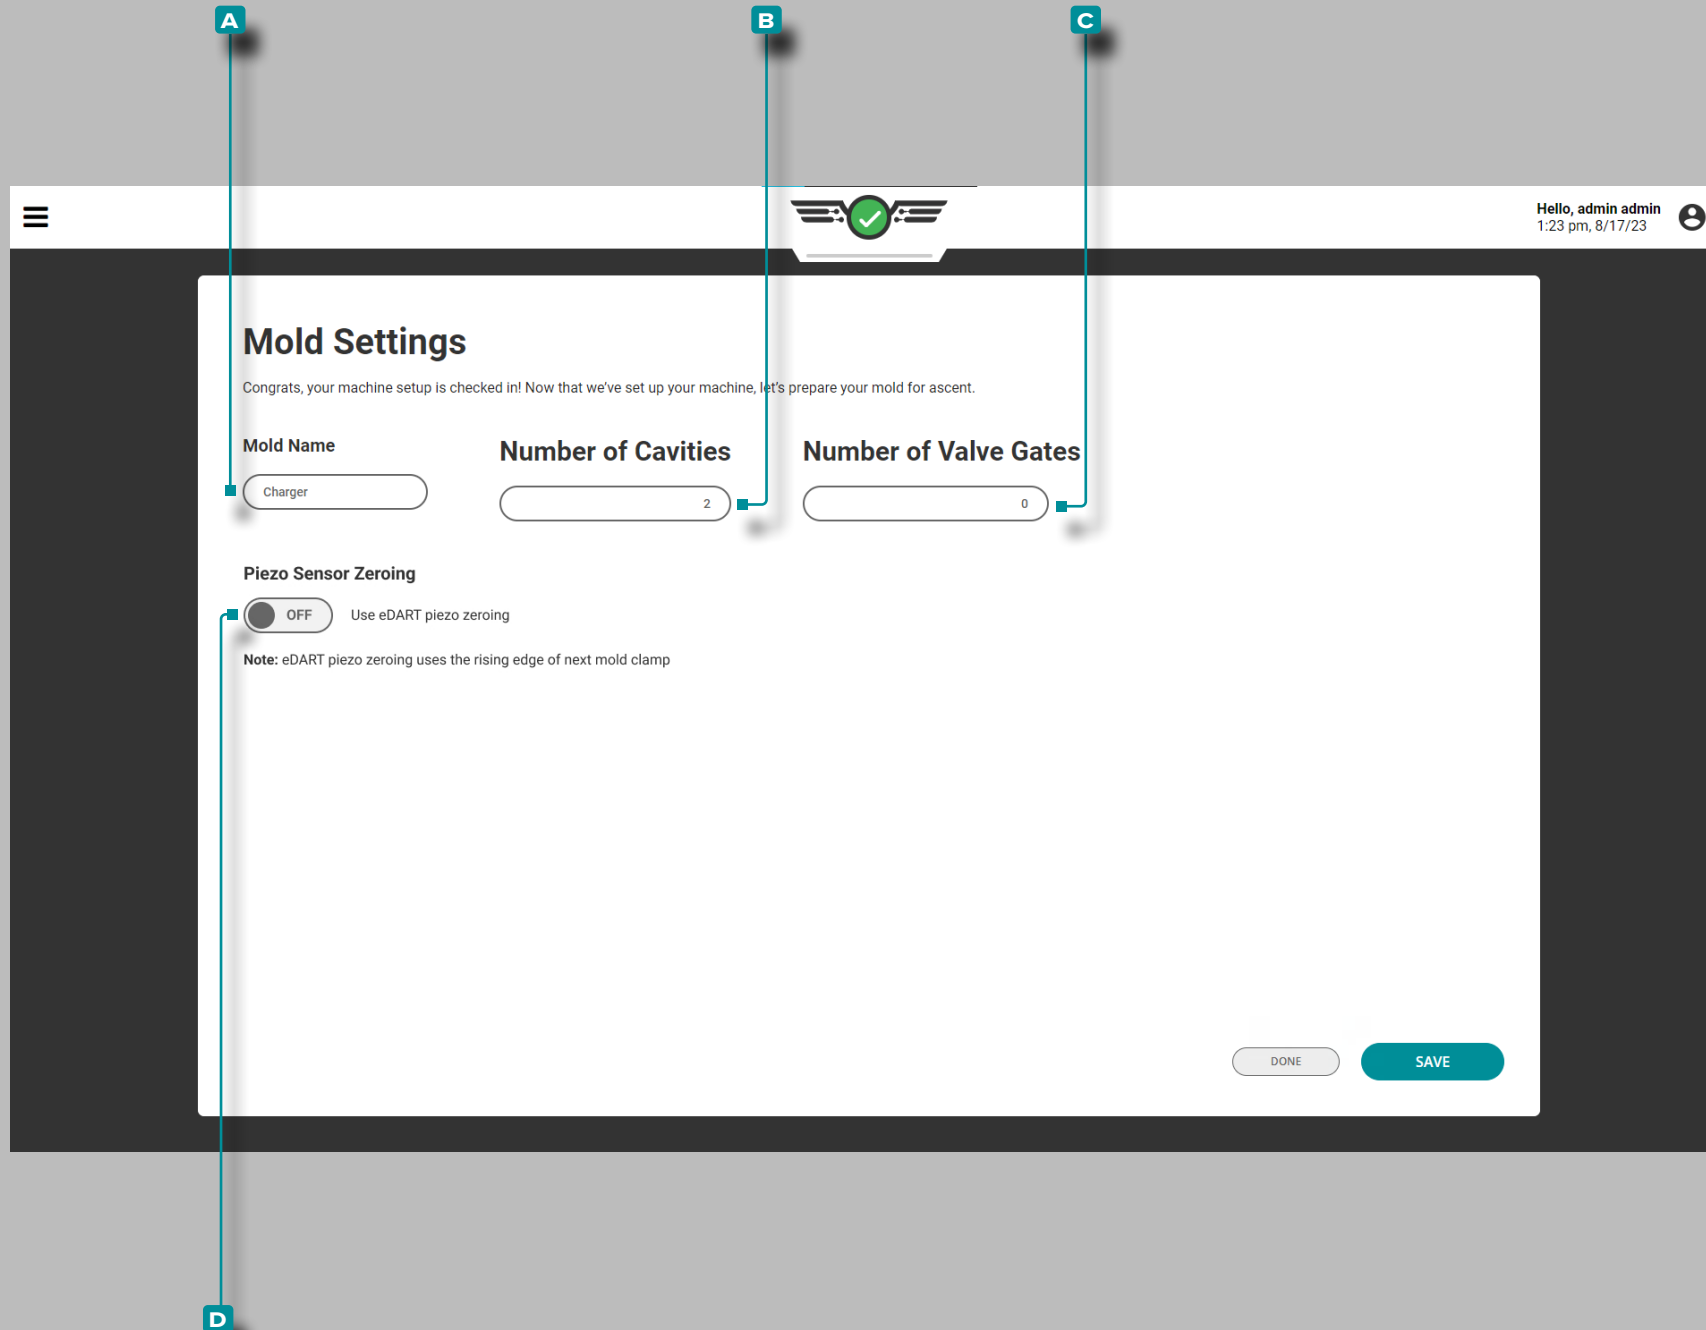 A
B
C
Hello, admin admin
1:23 pm, 8/17/23
Mold Settings
Congrats, your machine setup is checked in! Now that we've set up your machine, let's prepare your mold for ascent.
Mold Name
Number of Cavities
Number of Valve Gates
Charger
2
0
Piezo Sensor Zeroing
OFF
Use eDART piezo zeroing
Note: eDART piezo zeroing uses the rising edge of next mold clamp
DONE
SAVE
D